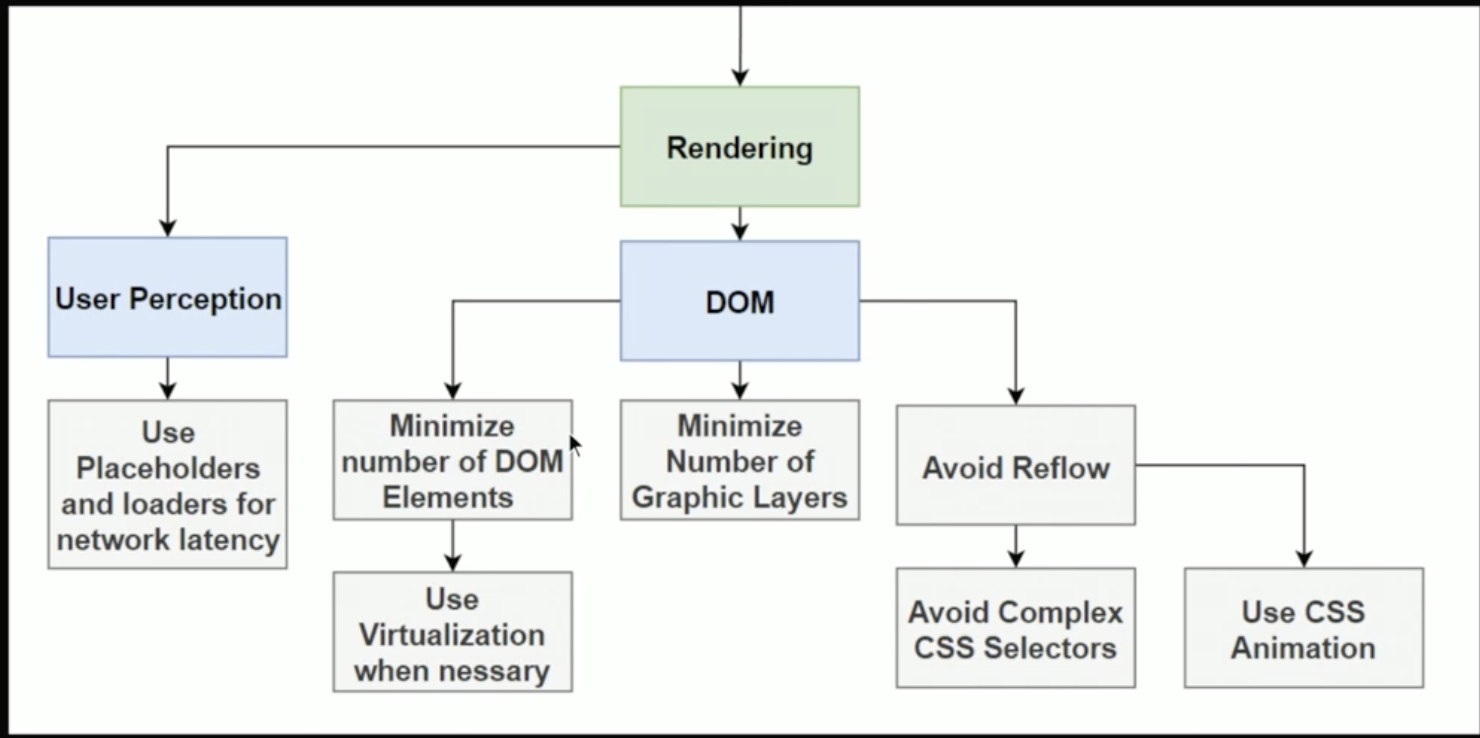 Rendering
User Perception
DOM
Use
Placeholders
and loaders for
network latency
Minimize
number of DOM
Elements
Minimize
Number of
Graphic Layers
Avoid Reflow
Use
Virtualization
when nessary
Avoid Complex
CSS Selectors
Use CSS
Animation